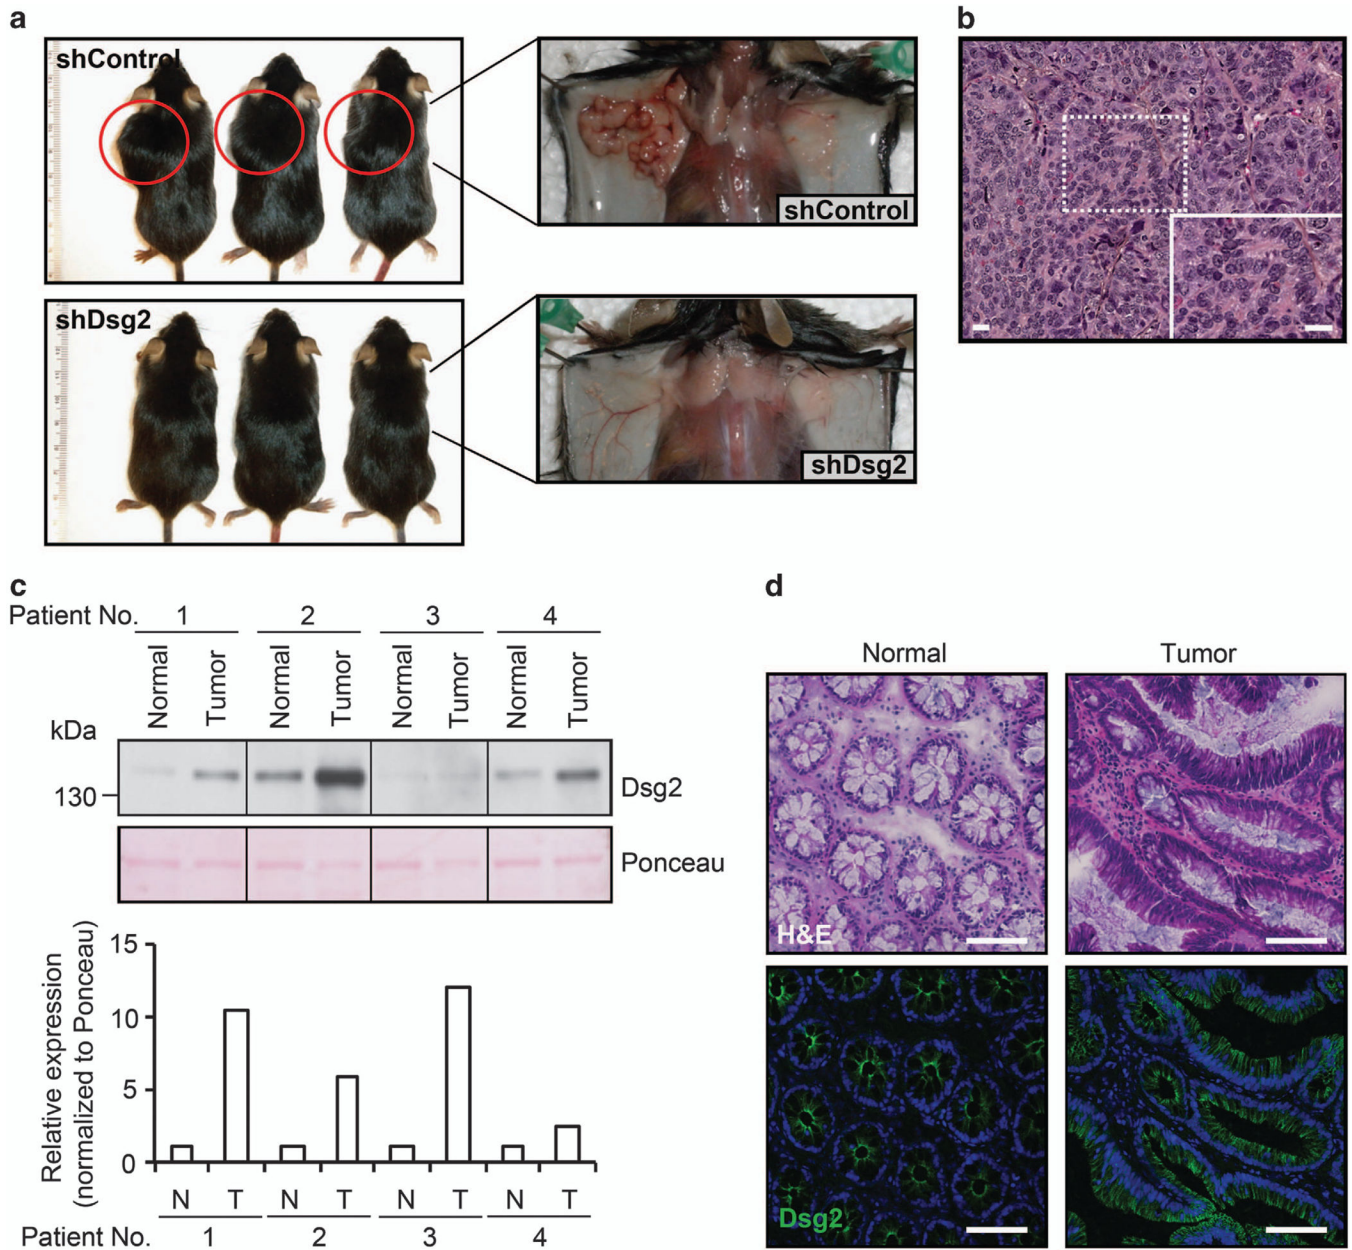 a
b
shControl
shControl
shDsg2
shDsg2
c
Patient No. 1 2 3 4
Normal Tumor Normal Tumor Normal Tumor Normal Tumor
kDa
130
Dsg2
Ponceau
Relative expression
(normalized to Ponceau)
15
10
5
0
N T N T N T N T
Patient No. 1 2 3 4
d
Normal Tumor
H&E
Dsg2